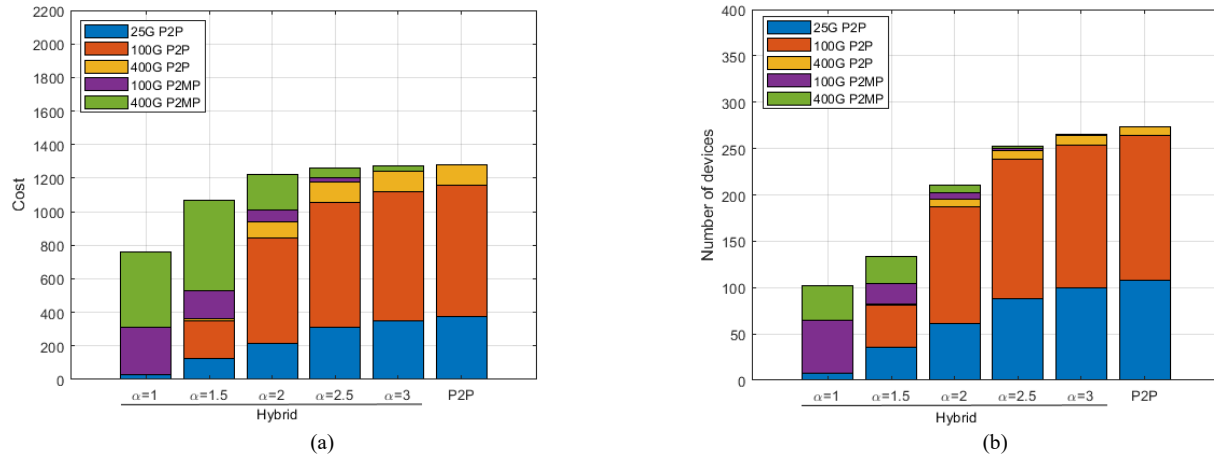 2200
2000
1800
1600
1400
1200
1000
800
600
400
200
0
Cost
25G P2P
100G P2P
400G P2P
100G P2MP
400G P2MP
α=1 α=1.5 α=2 α=2.5 α=3 P2P
Hybrid
(a)
400
350
300
250
200
150
100
50
0
Number of devices
25G P2P
100G P2P
400G P2P
100G P2MP
400G P2MP
α=1 α=1.5 α=2 α=2.5 α=3 P2P
Hybrid
(b)